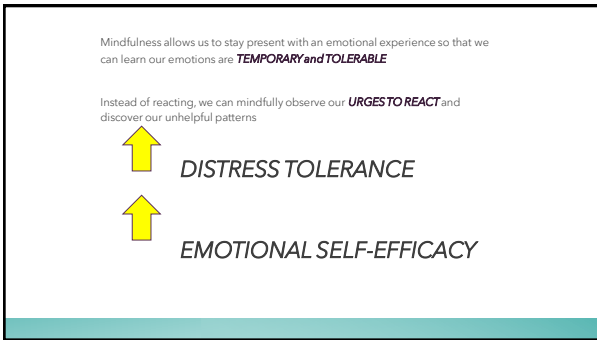 Mindfulness allows us to stay present with an emotional experience so that we
can learn our emotions are TEMPORARY and TOLERABLE
Instead of reacting, we can mindfully observe our URGES TO REACT and
discover our unhelpful patterns
DISTRESS TOLERANCE
EMOTIONAL SELF-EFFICACY